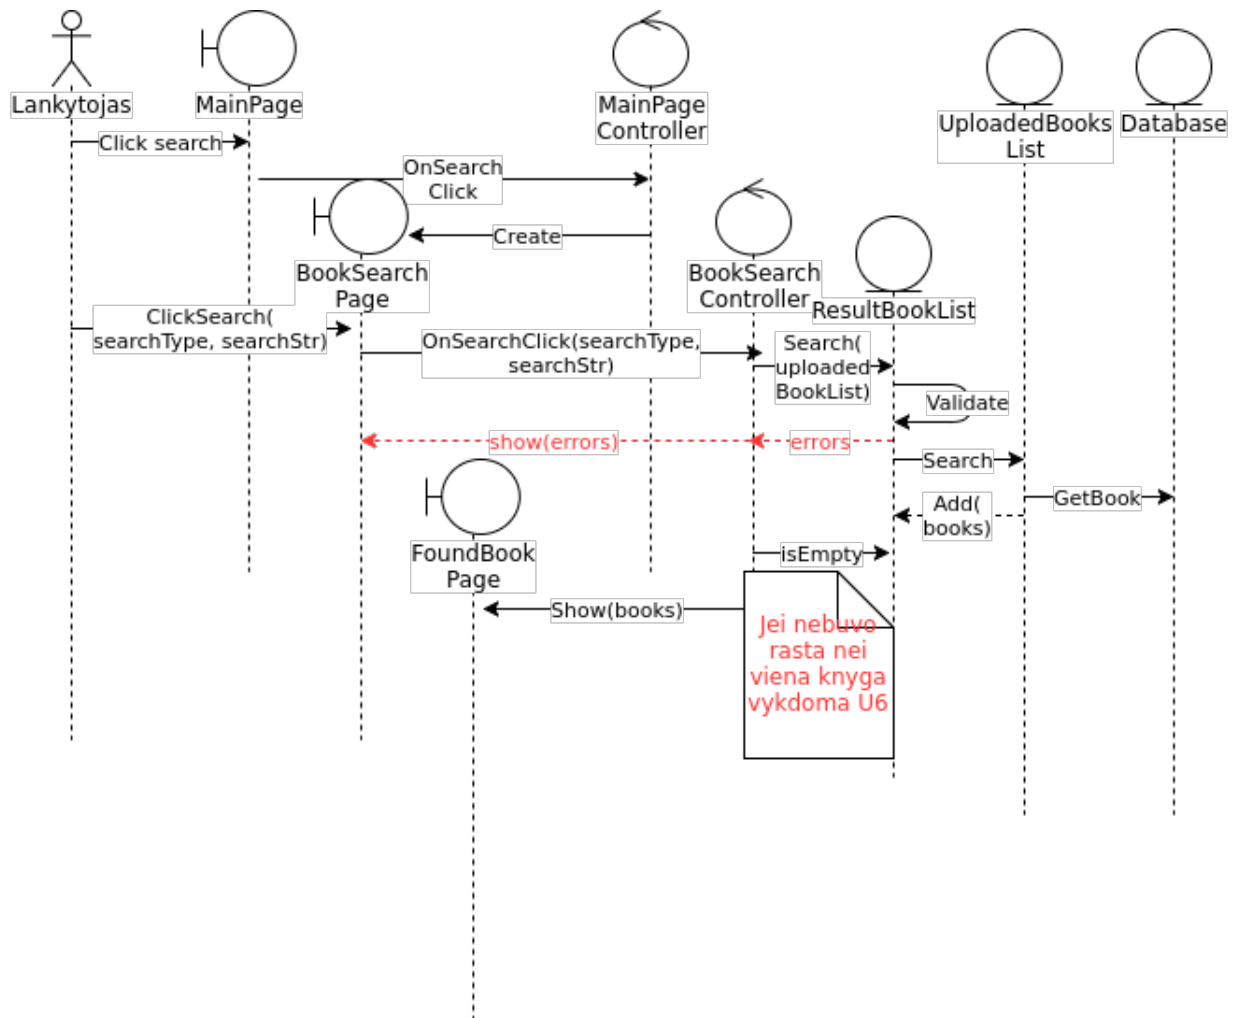 Lankytojas
MainPage
MainPage
Controller
UploadedBooks
List
Database
Click search
OnSearch
Click
Create
BookSearch
Page
BookSearch
Controller
ResultBookList
ClickSearch(
searchType, searchStr)
OnSearchClick(searchType,
searchStr)
Search(
uploaded
BookList)
Validate
show(errors)
errors
Search
GetBook
Add(
books)
isEmpty
FoundBook
Page
Show(books)
Jei nebuvo
rasta nei
viena knyga
vykdoma U6